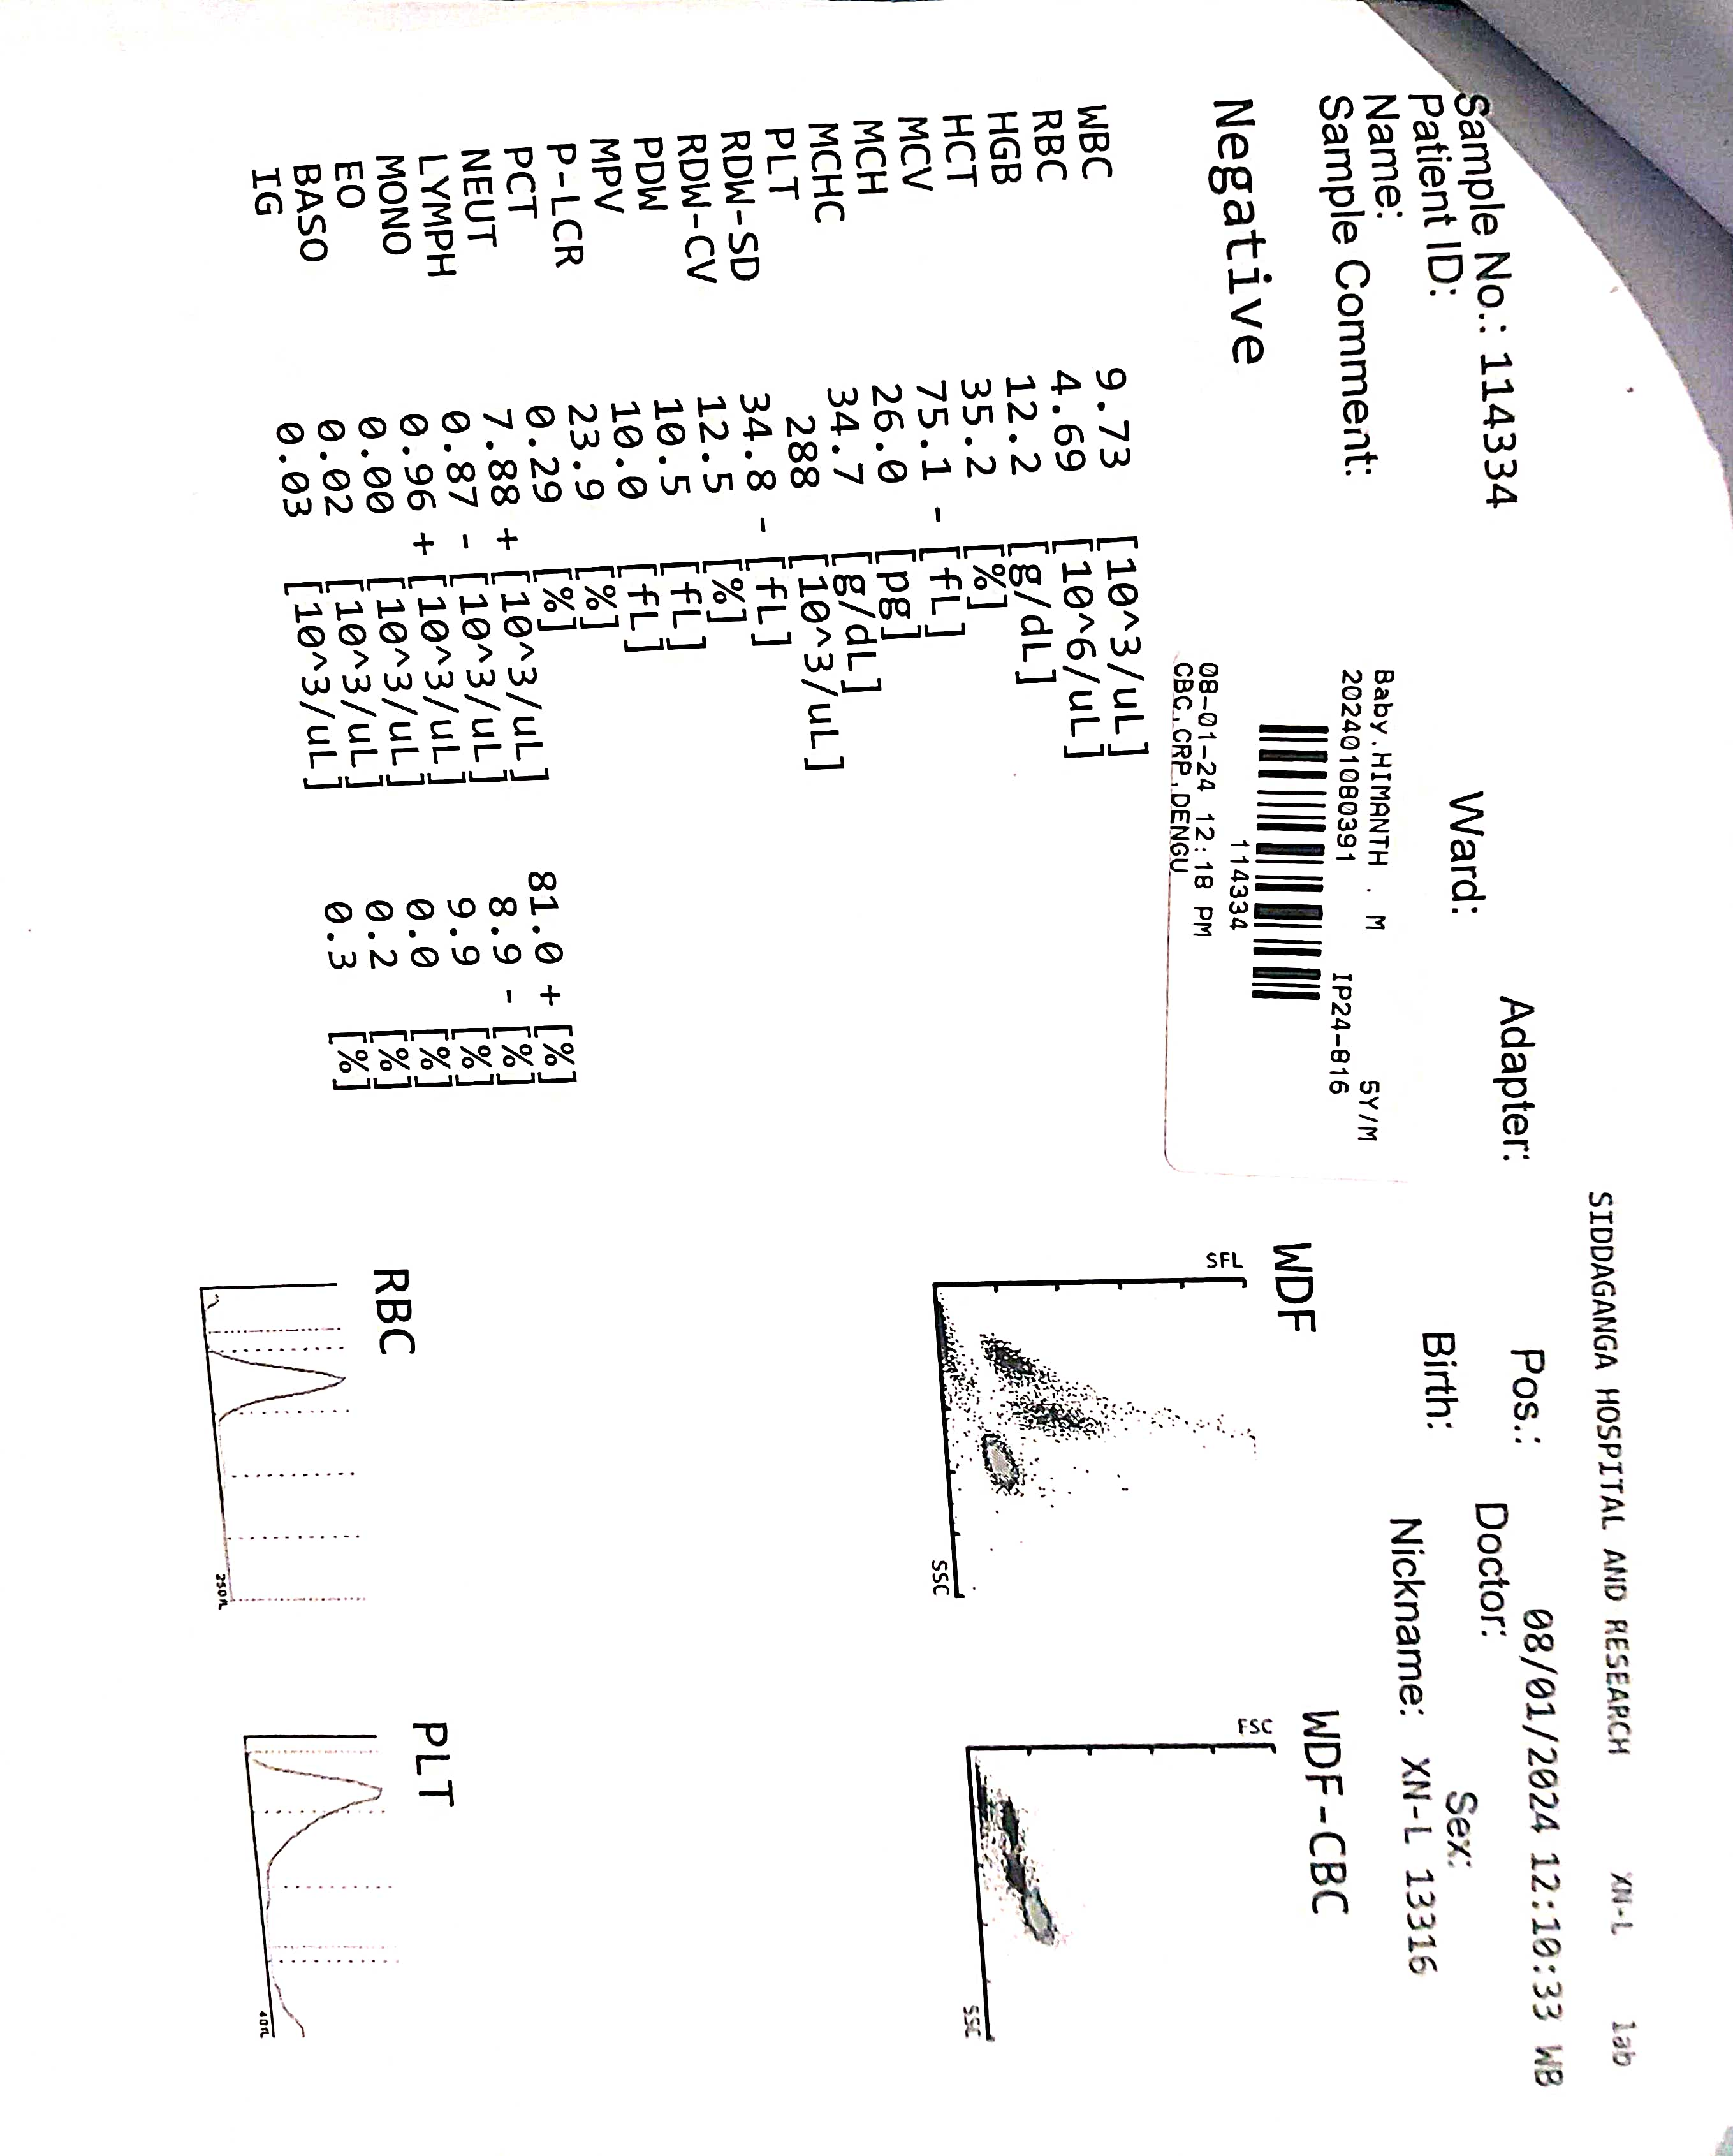 SIDDAGANGA HOSPITAL AND RESEARCH XN-L lab
Sample No.: 114334 Adapter: Pos.: 08/01/2024 12:10:33 WB
Patient ID: Ward: Doctor:
Name: Birth: Sex:
Sample Comment: Nickname: XN-L 13316
Baby.HIMANTH . M 5Y/M
202401080391 IP24-816
114334
08-01-24 12:18 PM
CBC,CRP,DENGU
Negative
WBC 9.73 [10^3/uL]
RBC 4.69 [10^6/uL]
HGB 12.2 [g/dL]
HCT 35.2 [%]
MCV 75.1 - [fL]
MCH 26.0 [pg]
MCHC 34.7 [g/dL]
PLT 288 [10^3/uL]
RDW-SD 34.8 - [fL]
RDW-CV 12.5 [%]
PDW 10.5 [fL]
MPV 10.0 [fL]
P-LCR 23.9 [%]
PCT 0.29 [%]
NEUT 7.88 + [10^3/uL] 81.0 + [%]
LYMPH 0.87 - [10^3/uL] 8.9 - [%]
MONO 0.96 + [10^3/uL] 9.9 [%]
EO 0.00 [10^3/uL] 0.0 [%]
BASO 0.02 [10^3/uL] 0.2 [%]
IG 0.03 [10^3/uL] 0.3 [%]
WDF
SFL
SSC
WDF-CBC
FSC
SSC
RBC
250fL
PLT
40fL